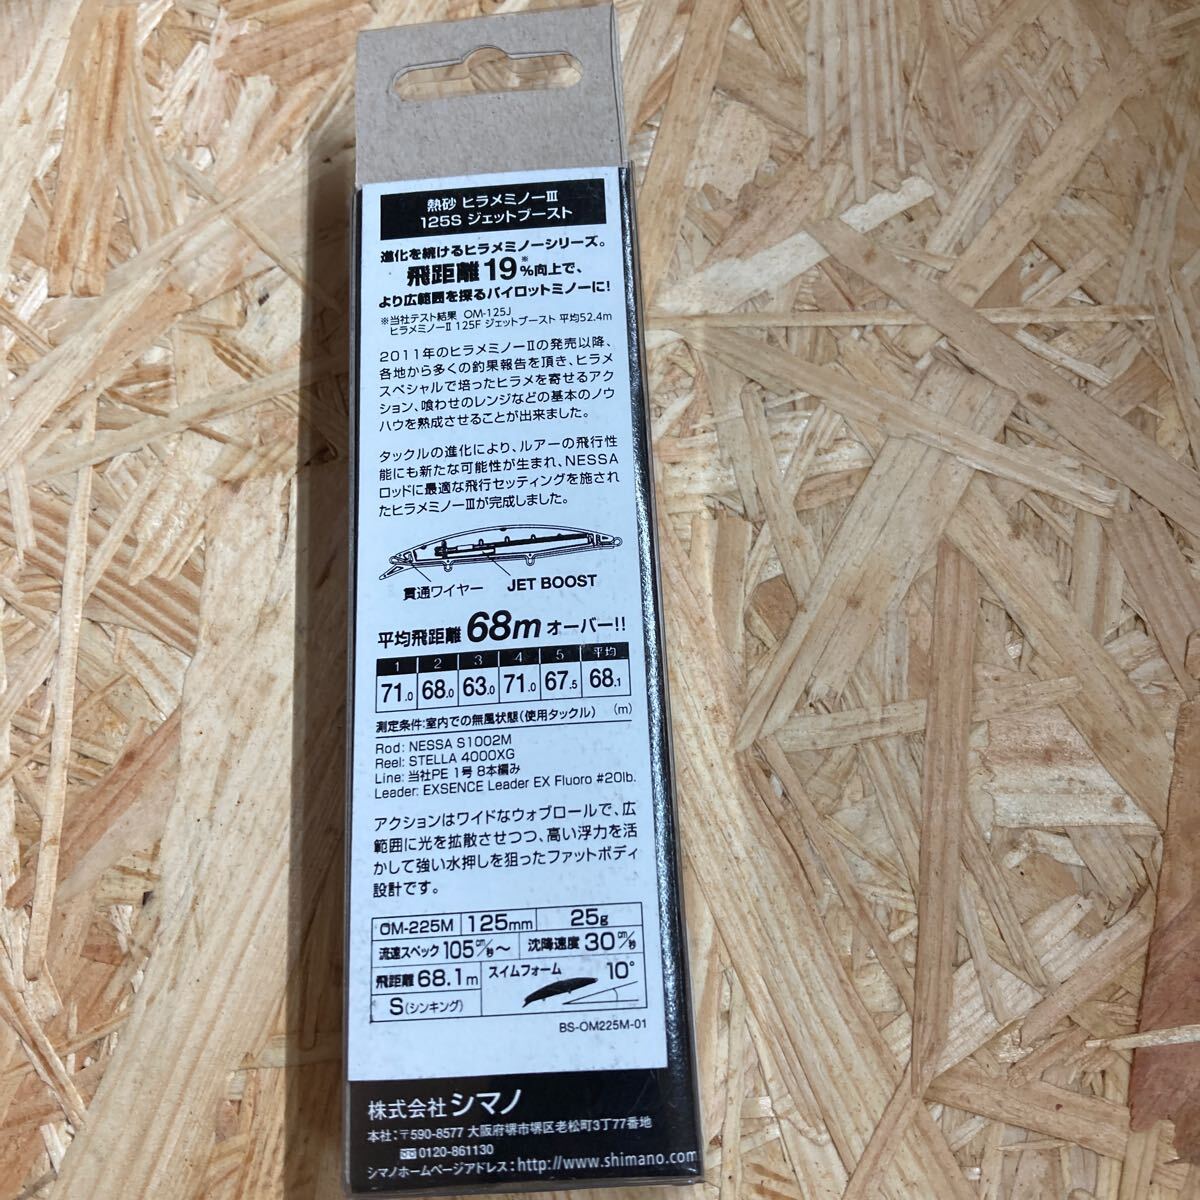 熱砂 ヒラメミノーⅢ
125S ジェットブースト
進化を続けるヒラメミノーシリーズ。
飛距離19※%向上で、
より広範囲を探るパイロットミノーに!
※当社テスト結果 OM-125J
ヒラメミノーⅡ 125F ジェットブースト 平均52.4m
2011年のヒラメミノーⅡの発売以降、
各地から多くの釣果報告を頂き、ヒラメ
スペシャルで培ったヒラメを寄せるアク
ション、喰わせのレンジなどの基本のノウ
ハウを熟成させることが出来ました。
タックルの進化により、ルアーの飛行性
能にも新たな可能性が生まれ、NESSA
ロッドに最適な飛行セッティングを施され
たヒラメミノーⅢが完成しました。
貫通ワイヤー JET BOOST
平均飛距離 68m オーバー!!
1 2 3 4 5 平均
71.0 68.0 63.0 71.0 67.5 68.1
測定条件:室内での無風状態(使用タックル) (m)
Rod: NESSA S1002M
Reel: STELLA 4000XG
Line: 当社PE 1号 8本編み
Leader: EXSENCE Leader EX Fluoro #20lb.
アクションはワイドなウォブロールで、広
範囲に光を拡散させつつ、高い浮力を活
かして強い水押しを狙ったファットボディ
設計です。
OM-225M 125mm 25g
流速スペック 105cm/秒~ 沈降速度 30cm/秒
飛距離 68.1m スイムフォーム 10°
S(シンキング)
BS-OM225M-01
株式会社 シマノ
本社:〒590-8577 大阪府堺市堺区老松町3丁77番地
0120-861130
シマノホームページアドレス:http://www.shimano.com